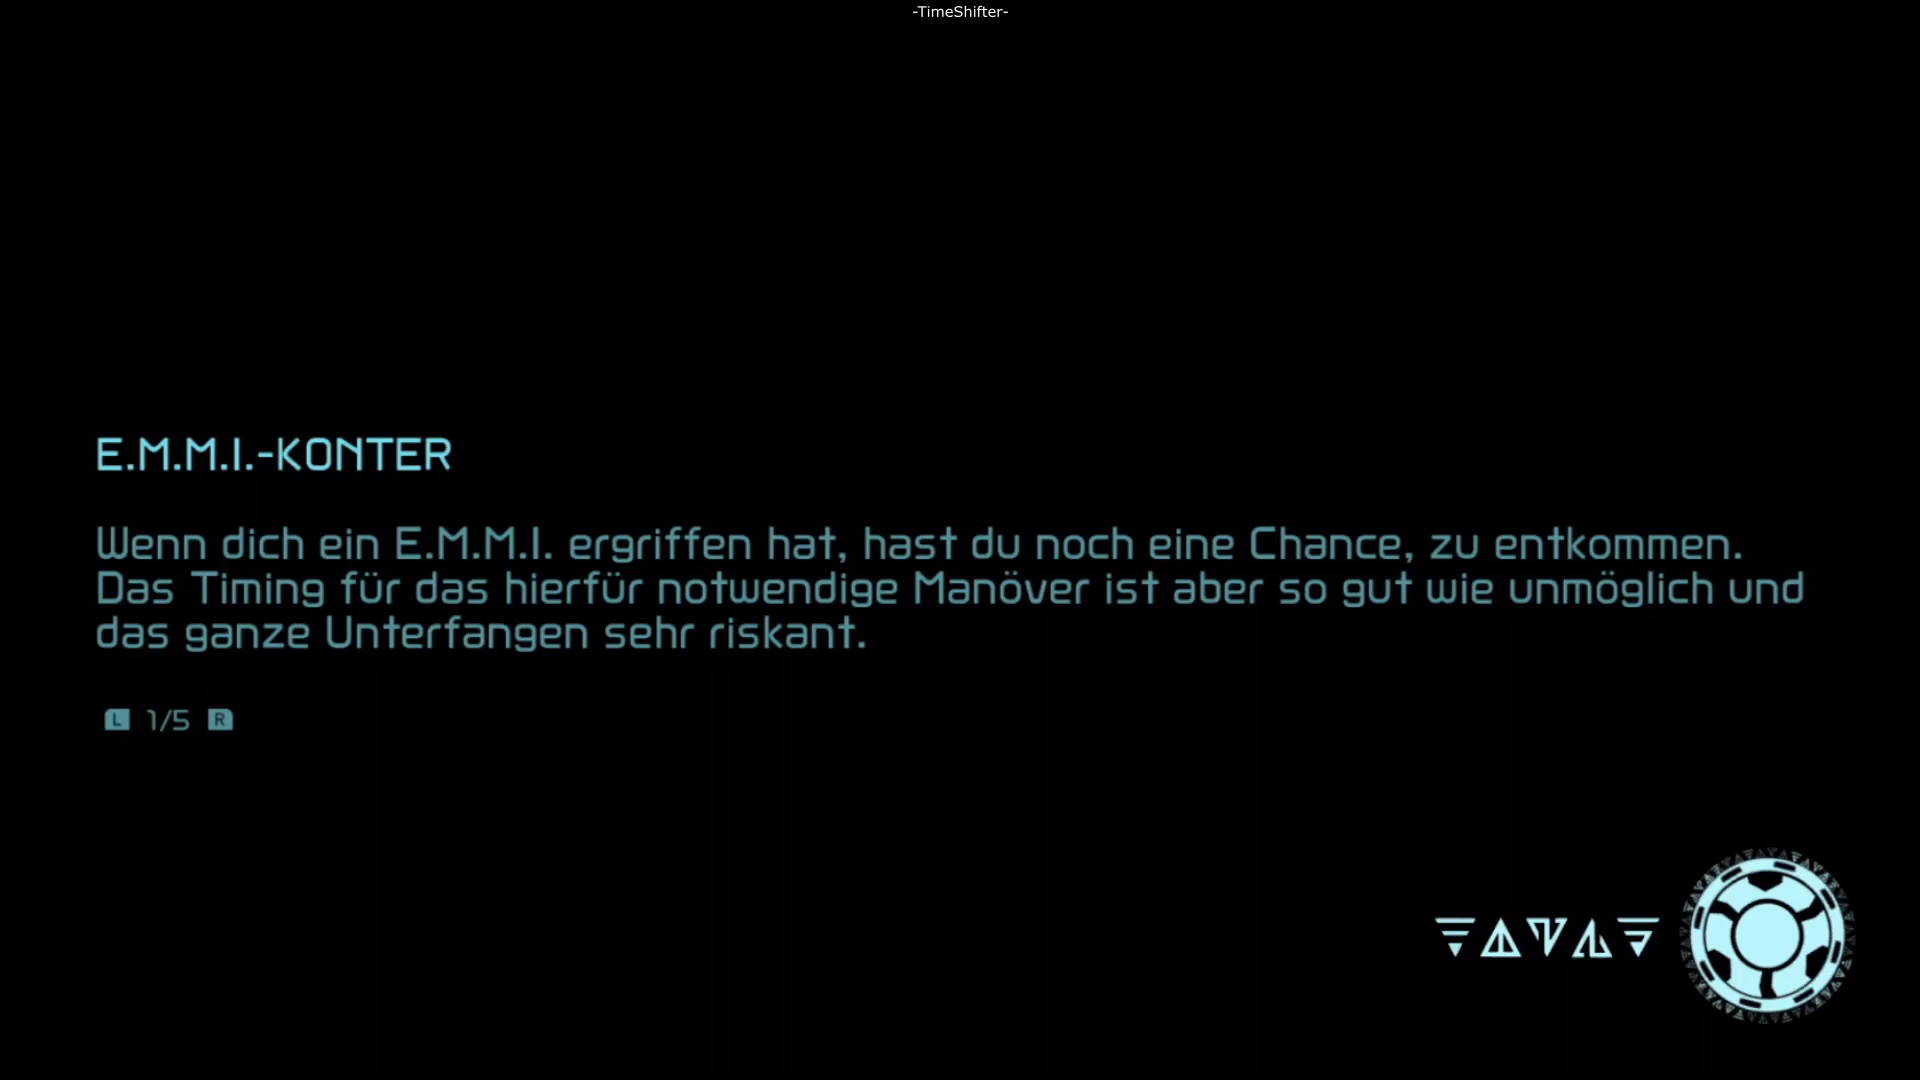 -TimeShifter-
E.M.M.I.-KONTER
Wenn dich ein E.M.M.I. ergriffen hat, hast du noch eine Chance, zu entkommen.
Das Timing für das hierfür notwendige Manöver ist aber so gut wie unmöglich und
das ganze Unterfangen sehr riskant.
L 1/5 R